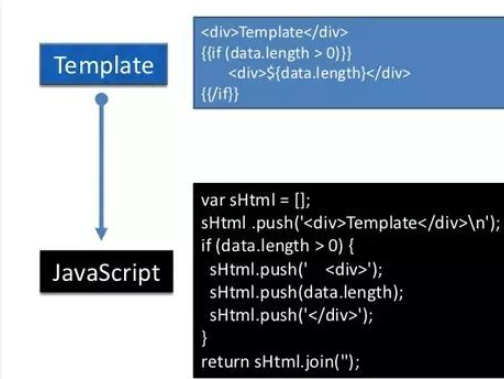 Template
<div>Template</div>
{{if (data.length > 0)}}
<div>${data.length}</div>
{{/if}}
JavaScript
var sHtml = [];
sHtml .push('<div>Template</div>\n');
if (data.length > 0) {
sHtml.push('    <div>');
sHtml.push(data.length);
sHtml.push('</div>');
}
return sHtml.join('');